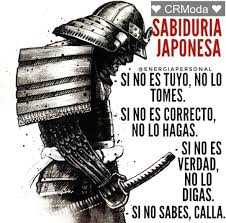 ♥ CRModa ♥
SABIDURIA
JAPONESA
@ENERGIAPERSONAL
- SI NO ES TUYO, NO LO
TOMES.
- SI NO ES CORRECTO,
NO LO HAGAS.
- SI NO ES
VERDAD,
NO LO
DIGAS.
- SI NO SABES, CALLA.